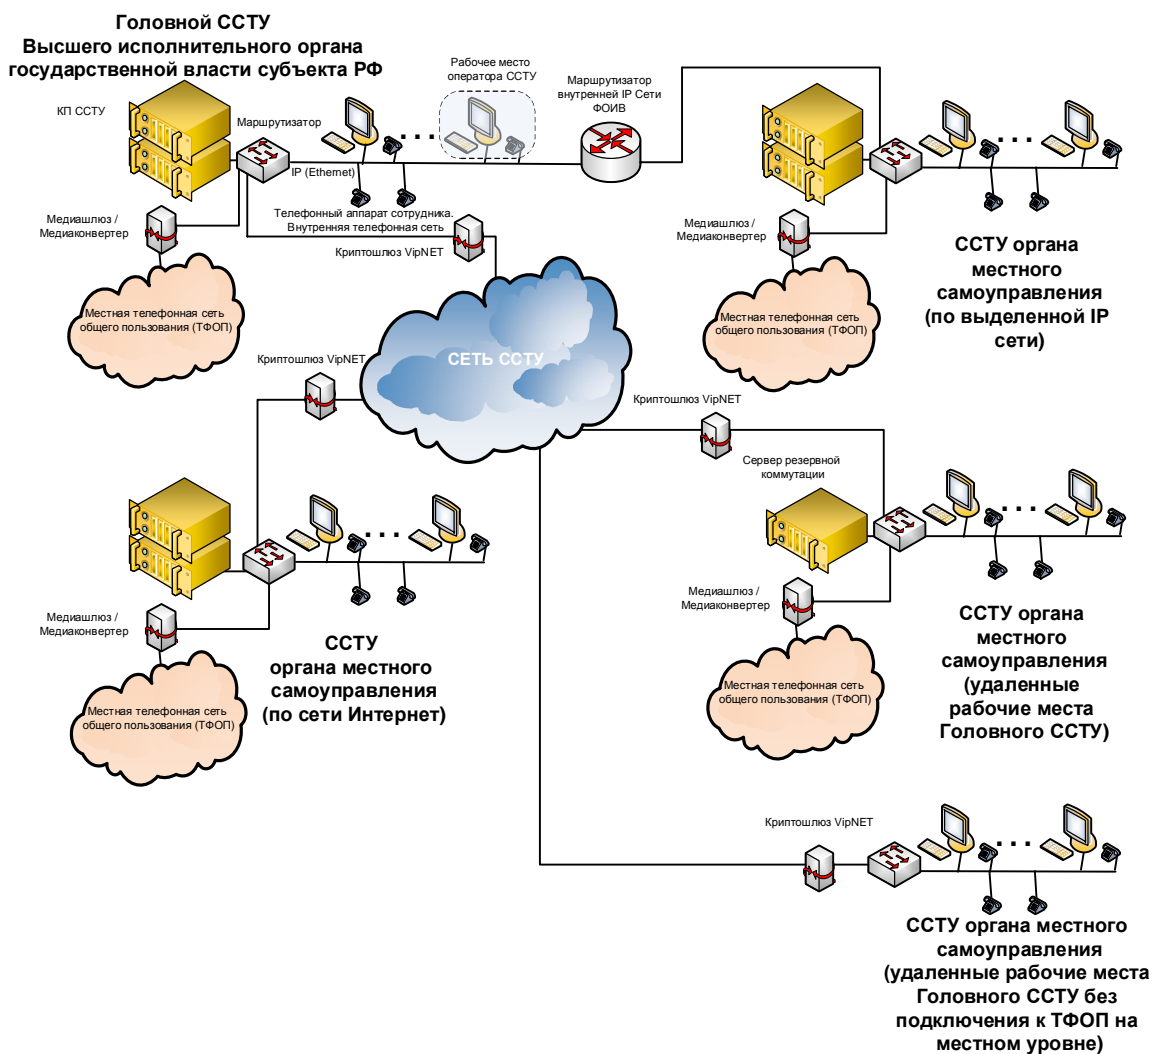 Головной ССТУ
Высшего исполнительного органа
государственной власти субъекта РФ
КП ССТУ
Маршрутизатор
Рабочее место
оператора ССТУ
Маршрутизатор
внутренней IP Сети
ФОИВ
IP (Ethernet)
Медиашлюз /
Медиаконвертер
Телефонный аппарат сотрудника.
Внутренняя телефонная сеть
Криптошлюз VipNET
Местная телефонная сеть
общего пользования (ТФОП)
Медиашлюз /
Медиаконвертер
Местная телефонная сеть
общего пользования (ТФОП)
ССТУ органа
местного
самоуправления
(по выделенной IP
сети)
СЕТЬ ССТУ
Криптошлюз VipNET
Медиашлюз /
Медиаконвертер
Местная телефонная сеть
общего пользования (ТФОП)
ССТУ
органа местного
самоуправления
(по сети Интернет)
Криптошлюз VipNET
Сервер резервной
коммутации
Медиашлюз /
Медиаконвертер
Местная телефонная сеть
общего пользования (ТФОП)
ССТУ органа
местного
самоуправления
(удаленные
рабочие места
Головного ССТУ)
Криптошлюз VipNET
ССТУ органа местного
самоуправления
(удаленные рабочие места
Головного ССТУ без
подключения к ТФОП на
местном уровне)